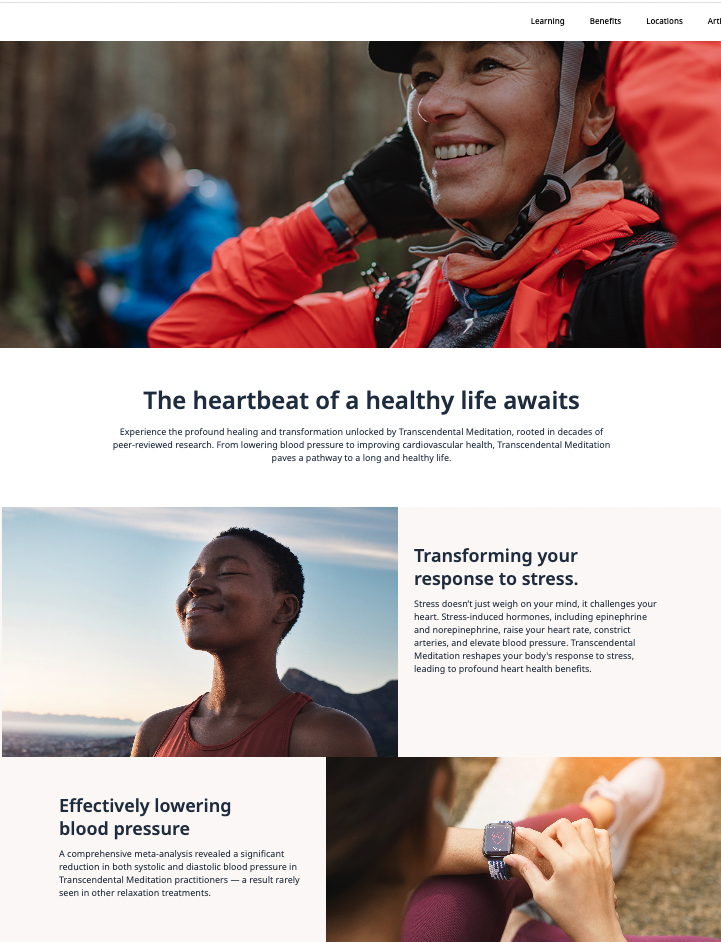 Learning Benefits Locations
The heartbeat of a healthy life awaits
Experience the profound healing and transformation unlocked by Transcendental Meditation, rooted in decades of
peer-reviewed research. From lowering blood pressure to improving cardiovascular health, Transcendental Meditation
paves a pathway to a long and healthy life.
Transforming your
response to stress.
Stress doesn't just weigh on your mind, it challenges your
heart. Stress-induced hormones, including epinephrine
and norepinephrine, raise your heart rate, constrict
arteries, and elevate blood pressure. Transcendental
Meditation reshapes your body's response to stress,
leading to profound heart health benefits.
Effectively lowering
blood pressure
A comprehensive meta-analysis revealed a significant
reduction in both systolic and diastolic blood pressure in
Transcendental Meditation practitioners — a result rarely
seen in other relaxation treatments.